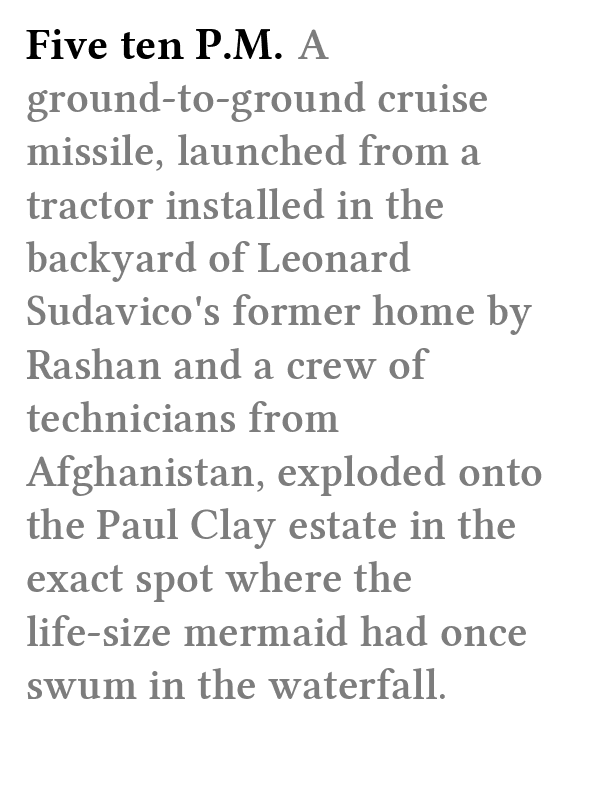 Five ten P.M. A
ground-to-ground cruise
missile, launched from a
tractor installed in the
backyard of Leonard
Sudavico's former home by
Rashan and a crew of
technicians from
Afghanistan, exploded onto
the Paul Clay estate in the
exact spot where the
life-size mermaid had once
swum in the waterfall.